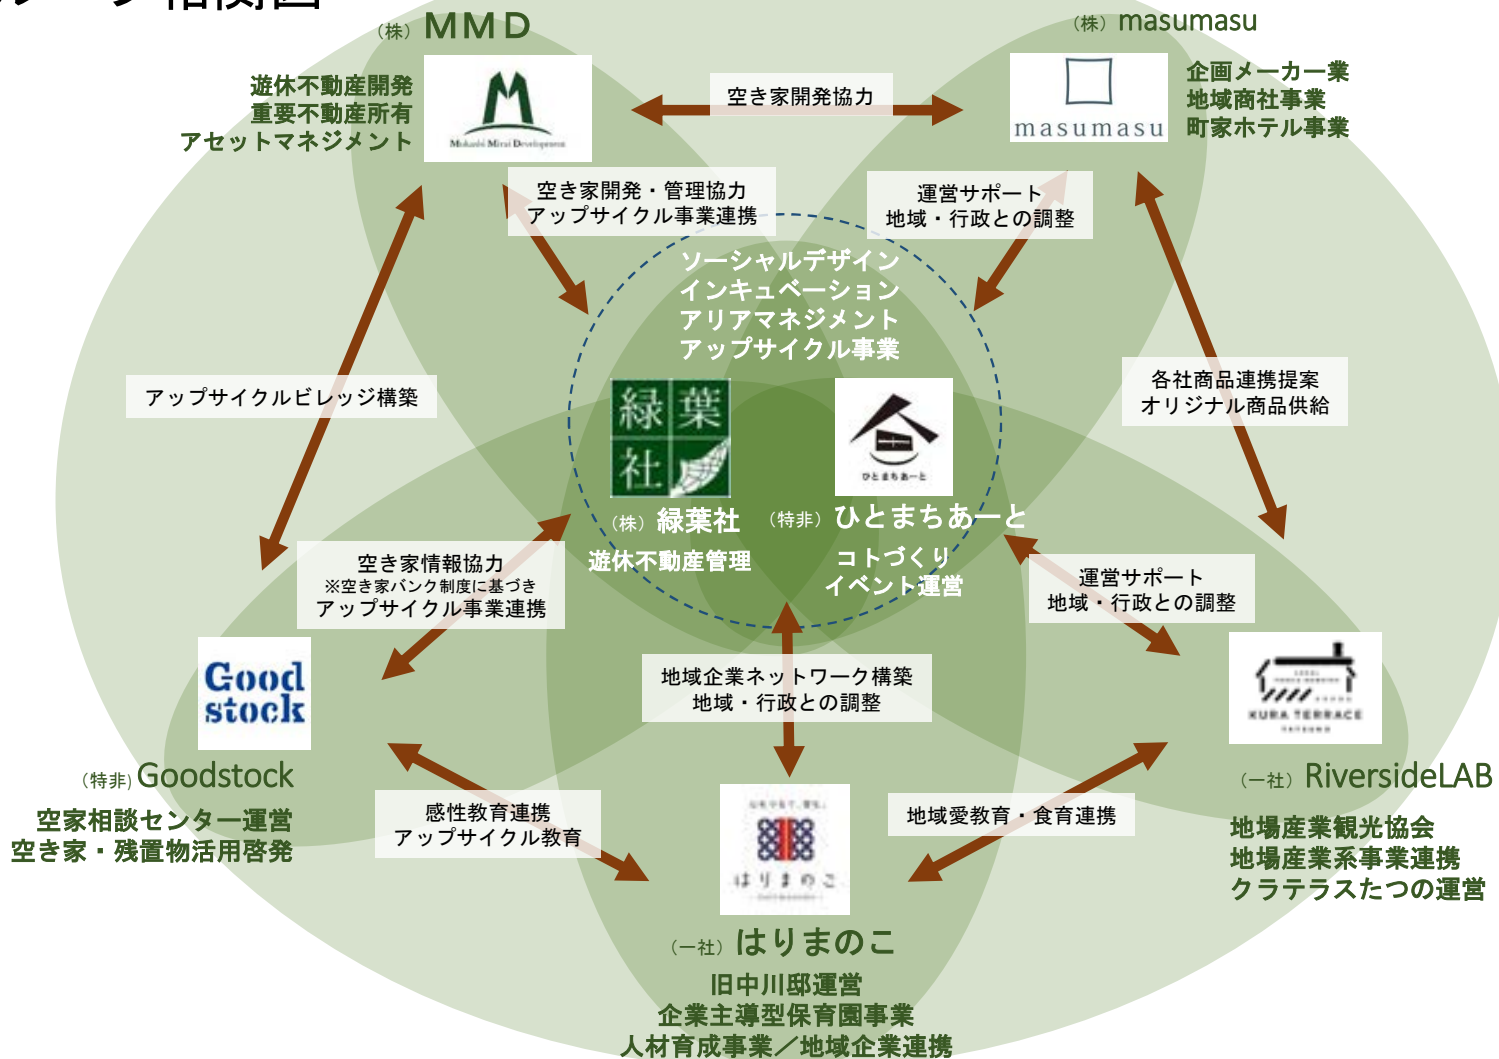 （株）MMD
（株）masumasu
遊休不動産開発
重要不動産所有
アセットマネジメント
Mukashi Mirai Development
空き家開発協力
masumasu
企画メーカー業
地域商社事業
町家ホテル事業
空き家開発・管理協力
アップサイクル事業連携
運営サポート
地域・行政との調整
ソーシャルデザイン
インキュベーション
アリアマネジメント
アップサイクル事業
アップサイクルビレッジ構築
各社商品連携提案
オリジナル商品供給
緑葉
社
ひとまちあーと
（株）緑葉社
（特非）ひとまちあーと
遊休不動産管理
コトづくり
イベント運営
空き家情報協力
※空き家バンク制度に基づき
アップサイクル事業連携
運営サポート
地域・行政との調整
地域企業ネットワーク構築
地域・行政との調整
Good
stock
KURA TERRACE
（特非)Goodstock
空家相談センター運営
空き家・残置物活用啓発
（一社）RiversideLAB
地場産業観光協会
地場産業系事業連携
クラテラスたつの運営
感性教育連携
アップサイクル教育
地域愛教育・食育連携
はりまのこ
（一社）はりまのこ
旧中川邸運営
企業主導型保育園事業
人材育成事業／地域企業連携